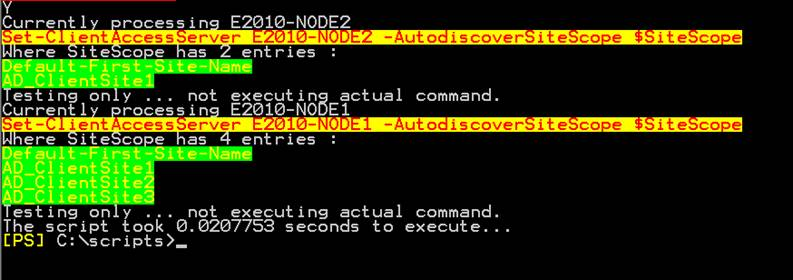 Y
Currently processing E2010-NODE2
Set-ClientAccessServer E2010-NODE2 -AutodiscoverSiteScope $SiteScope
Where SiteScope has 2 entries :
Default-First-Site-Name
AD_ClientSite1
Testing only ... not executing actual command.
Currently processing E2010-NODE1
Set-ClientAccessServer E2010-NODE1 -AutodiscoverSiteScope $SiteScope
Where SiteScope has 4 entries :
Default-First-Site-Name
AD_ClientSite1
AD_ClientSite2
AD_ClientSite3
Testing only ... not executing actual command.
The script took 0.0207753 seconds to execute...
[PS] C:\scripts>_